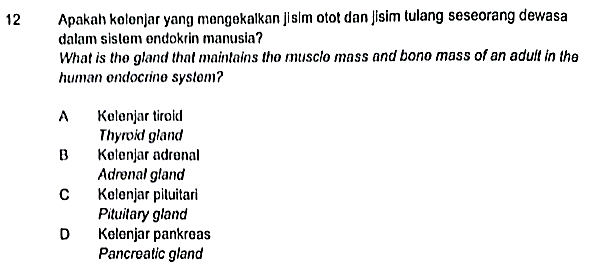 12 Apakah kelenjar yang mengekalkan jisim otot dan jisim tulang seseorang dewasa
dalam sistem endokrin manusia?
What is the gland that maintains the muscle mass and bone mass of an adult in the
human endocrine system?
A Kelenjar tiroid
Thyroid gland
B Kelenjar adrenal
Adrenal gland
C Kelenjar pituitari
Pituitary gland
D Kelenjar pankreas
Pancreatic gland